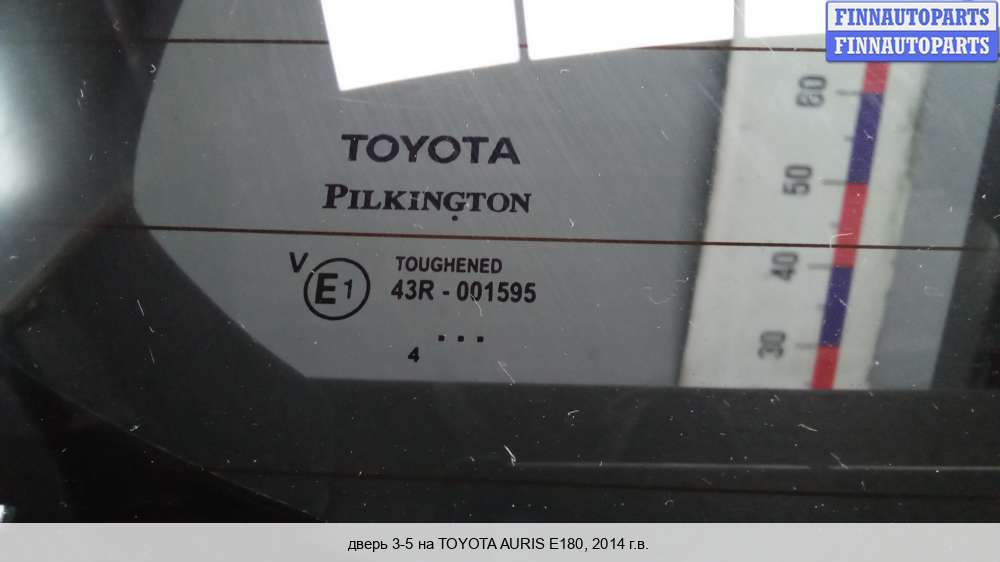 FINNAUTOPARTS
FINNAUTOPARTS
60
TOYOTA
50
PILKINGTON
V
E1
TOUGHENED
43R - 001595
40
...
4
30
дверь 3-5 на TOYOTA AURIS E180, 2014 г.в.